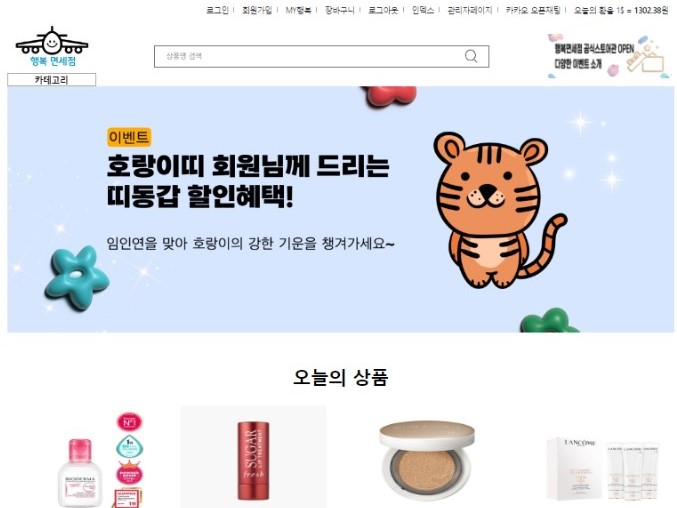 로그인 | 회원가입 | MY행복 | 장바구니 | 로그아웃 | 인덱스 | 관리자페이지 | 카카오 오픈채팅 | 오늘의 환율 1$ = 1302.38원
행복 면세점
상품명 검색
행복면세점 공식스토어관 OPEN
다양한 이벤트 소개
카테고리
이벤트
호랑이띠 회원님께 드리는
띠동갑 할인혜택!
임인연을 맞아 호랑이의 강한 기운을 챙겨가세요~
오늘의 상품
SUGAR
LIP TREATMENT
fresh
LANCÔME